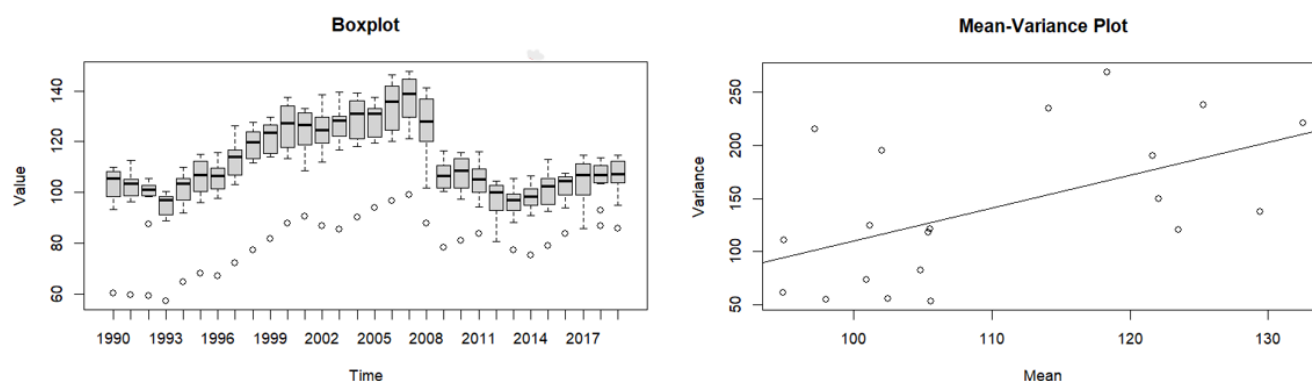 Boxplot
Value
60 80 100 120 140
1990 1993 1996 1999 2002 2005 2008 2011 2014 2017
Time
Mean-Variance Plot
Variance
50 100 150 200 250
100 110 120 130
Mean